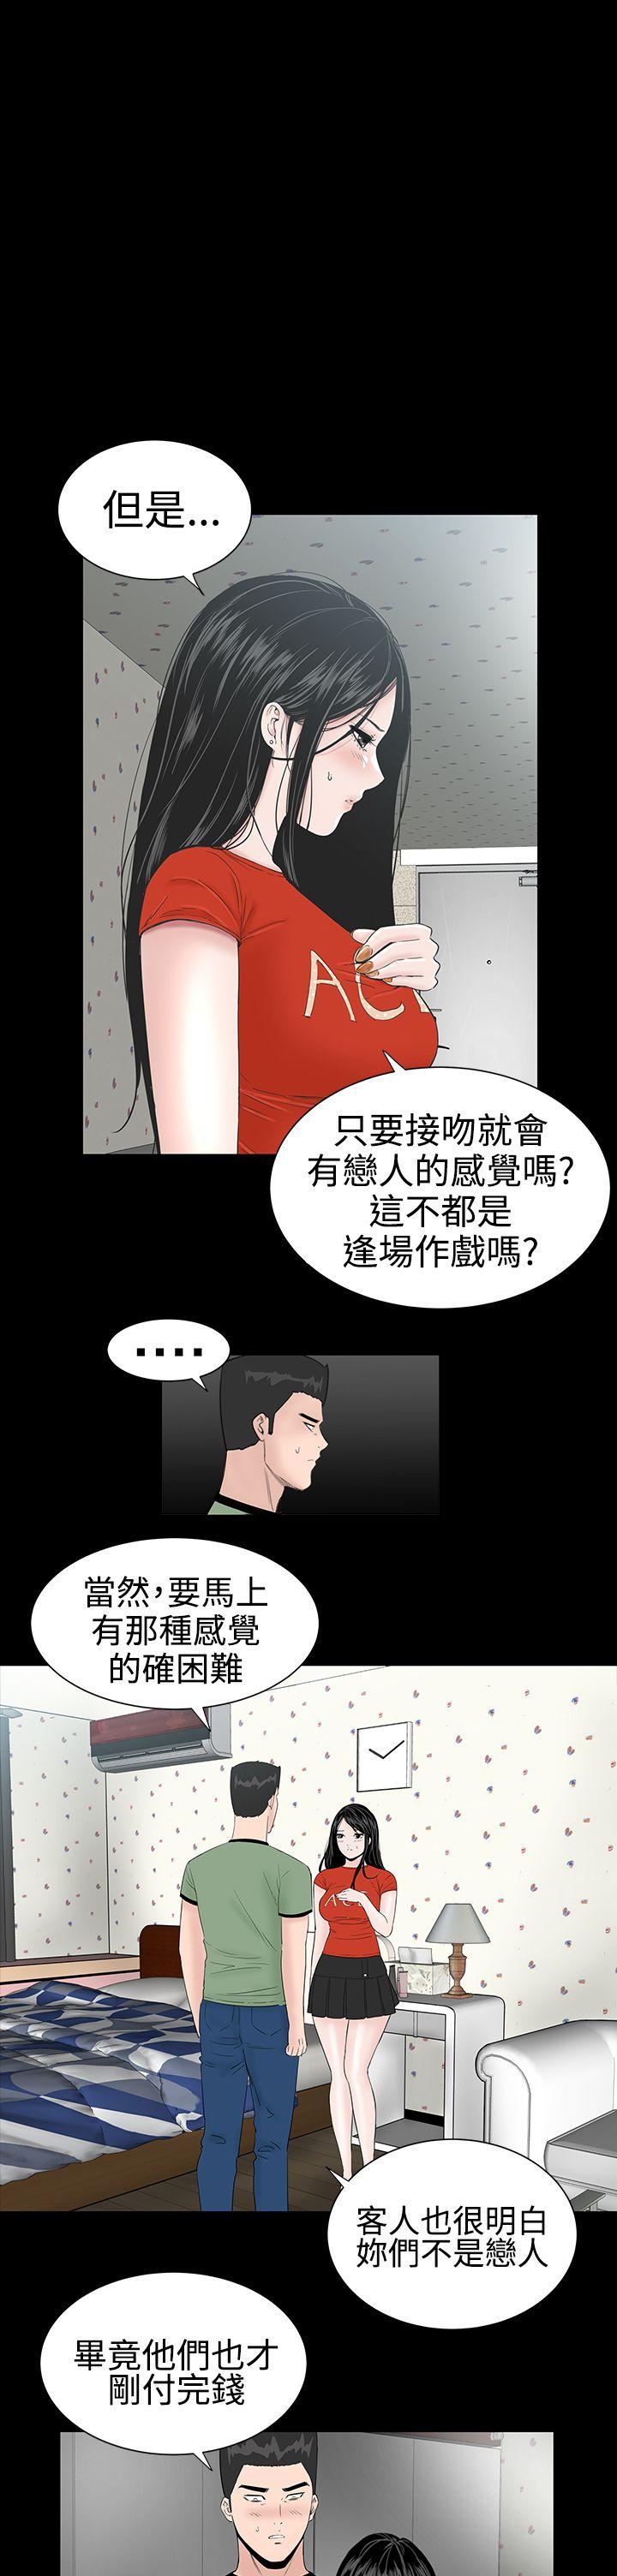 但是...
AC
只要接吻就會
有戀人的感覺嗎?
這不都是
逢場作戲嗎?
....
當然,要馬上
有那種感覺
的確困難
AC
客人也很明白
妳們不是戀人
畢竟他們也才
剛付完錢